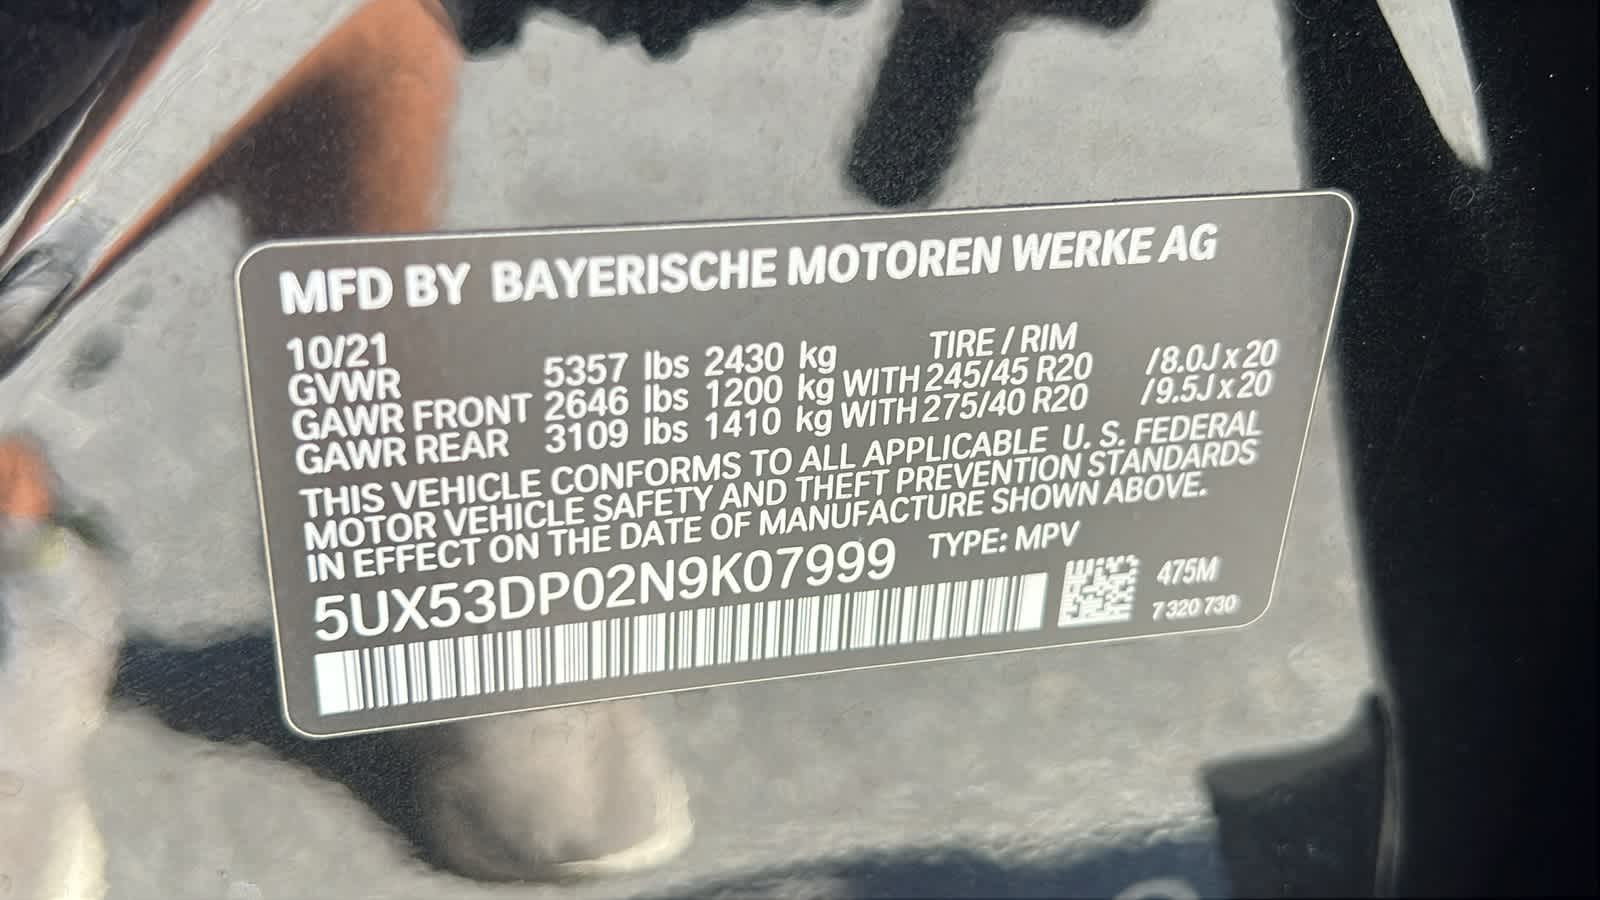 MFD BY BAYERISCHE MOTOREN WERKE AG
10/21 TIRE / RIM
GVWR 5357 lbs 2430 kg
GAWR FRONT 2646 lbs 1200 kg WITH 245/45 R20 /8.0J x 20
GAWR REAR 3109 lbs 1410 kg WITH 275/40 R20 /9.5J x 20
THIS VEHICLE CONFORMS TO ALL APPLICABLE U. S. FEDERAL
MOTOR VEHICLE SAFETY AND THEFT PREVENTION STANDARDS
IN EFFECT ON THE DATE OF MANUFACTURE SHOWN ABOVE.
5UX53DP02N9K07999 TYPE: MPV
475M
7 320 730